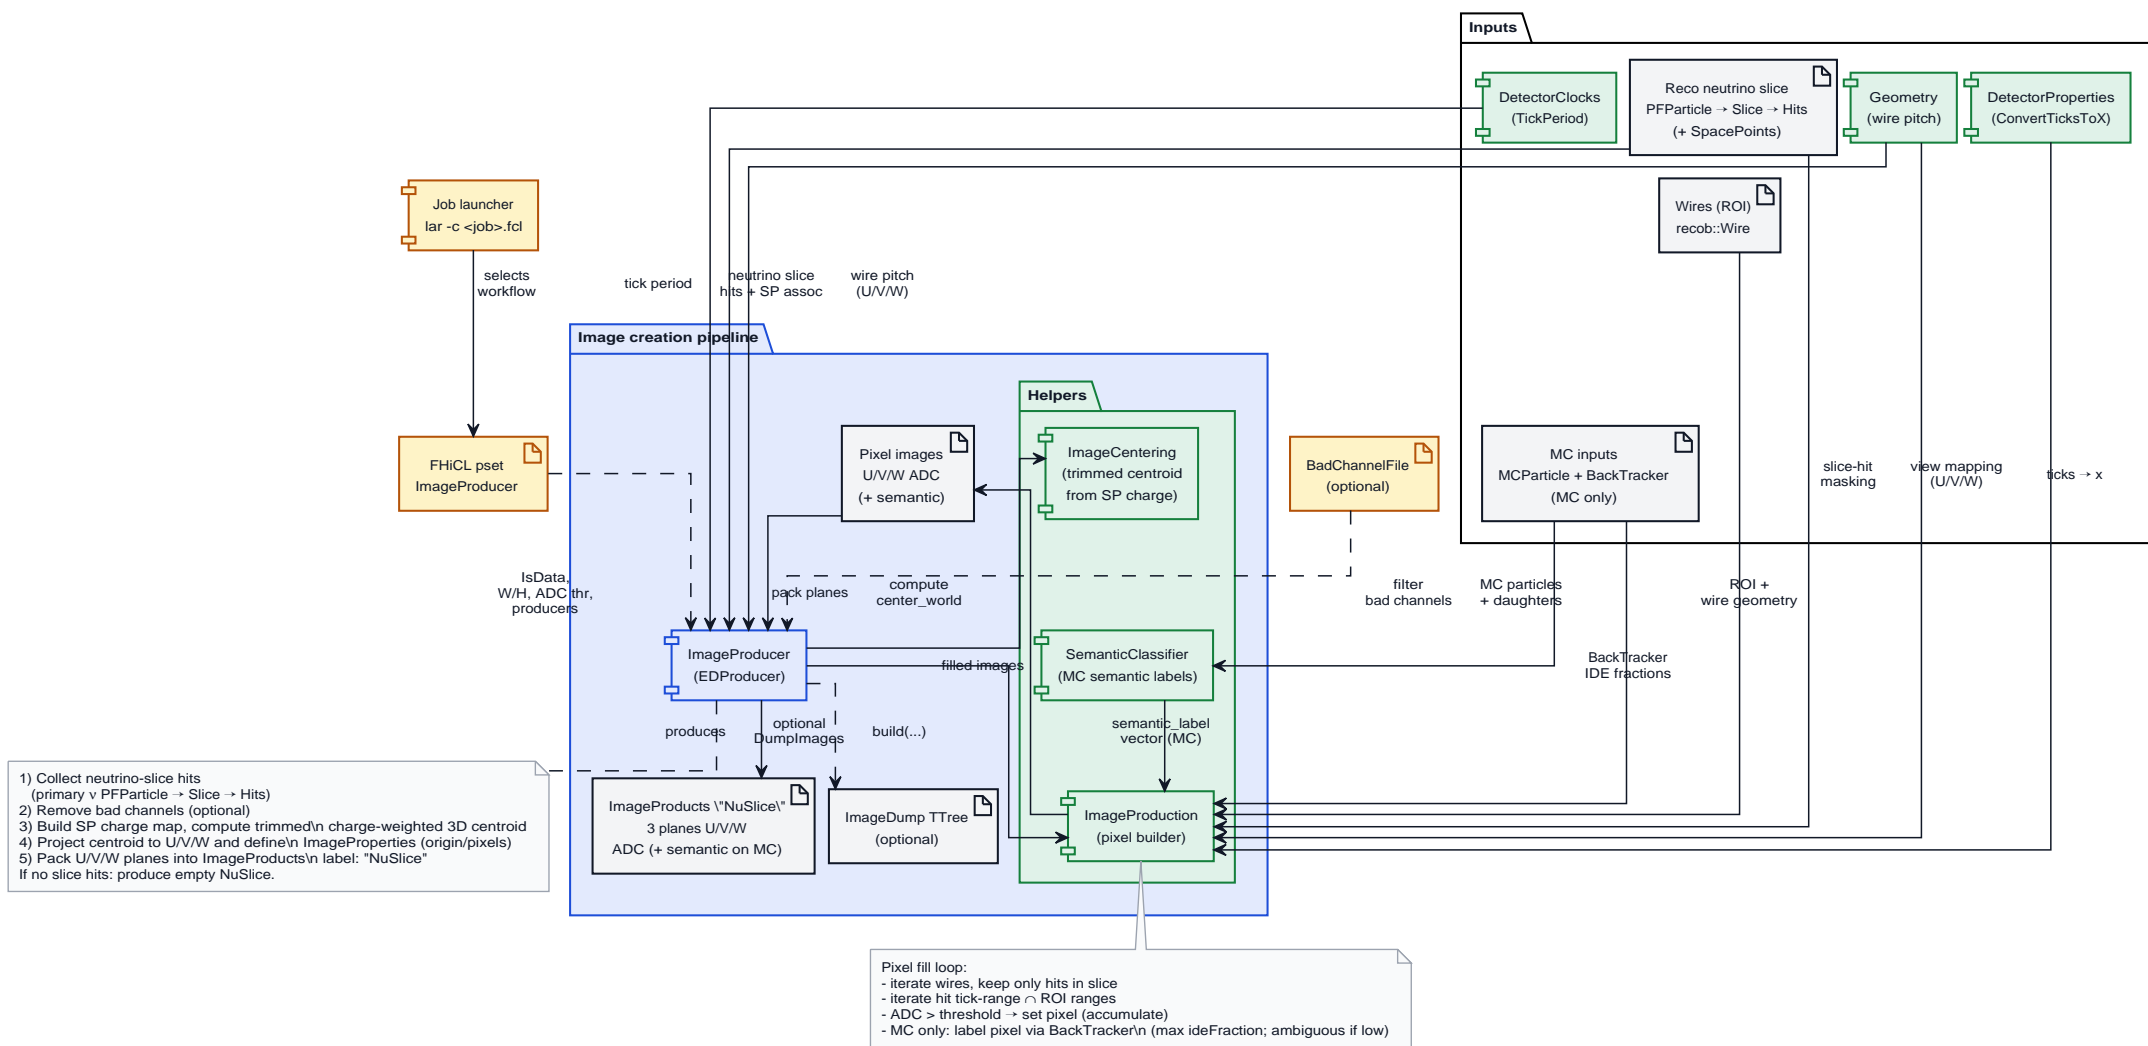 Inputs
DetectorClocks
(TickPeriod)
Reco neutrino slice
PFParticle → Slice → Hits
(+ SpacePoints)
Geometry
(wire pitch)
DetectorProperties
(ConvertTicksToX)
Job launcher
lar -c <job>.fcl
Wires (ROI)
recob::Wire
selects
workflow
tick period
neutrino slice
hits + SP assoc
wire pitch
(U/V/W)
Image creation pipeline
Helpers
FHiCL pset
ImageProducer
Pixel images
U/V/W ADC
(+ semantic)
ImageCentering
(trimmed centroid
from SP charge)
BadChannelFile
(optional)
MC inputs
MCParticle + BackTracker
(MC only)
slice-hit
masking
view mapping
(U/V/W)
ticks → x
IsData,
W/H, ADC thr,
producers
pack planes
compute
center_world
filter
bad channels
MC particles
+ daughters
ROI +
wire geometry
ImageProducer
(EDProducer)
filled images
SemanticClassifier
(MC semantic labels)
BackTracker
IDE fractions
produces
optional
DumpImages
build(...)
semantic_label
vector (MC)
1) Collect neutrino-slice hits
(primary ν PFParticle → Slice → Hits)
2) Remove bad channels (optional)
3) Build SP charge map, compute trimmed\n charge-weighted 3D centroid
4) Project centroid to U/V/W and define\n ImageProperties (origin/pixels)
5) Pack U/V/W planes into ImageProducts\n label: "NuSlice"
If no slice hits: produce empty NuSlice.
ImageProducts \"NuSlice\"
3 planes U/V/W
ADC (+ semantic on MC)
ImageDump TTree
(optional)
ImageProduction
(pixel builder)
Pixel fill loop:
- iterate wires, keep only hits in slice
- iterate hit tick-range ∩ ROI ranges
- ADC > threshold → set pixel (accumulate)
- MC only: label pixel via BackTracker\n (max ideFraction; ambiguous if low)